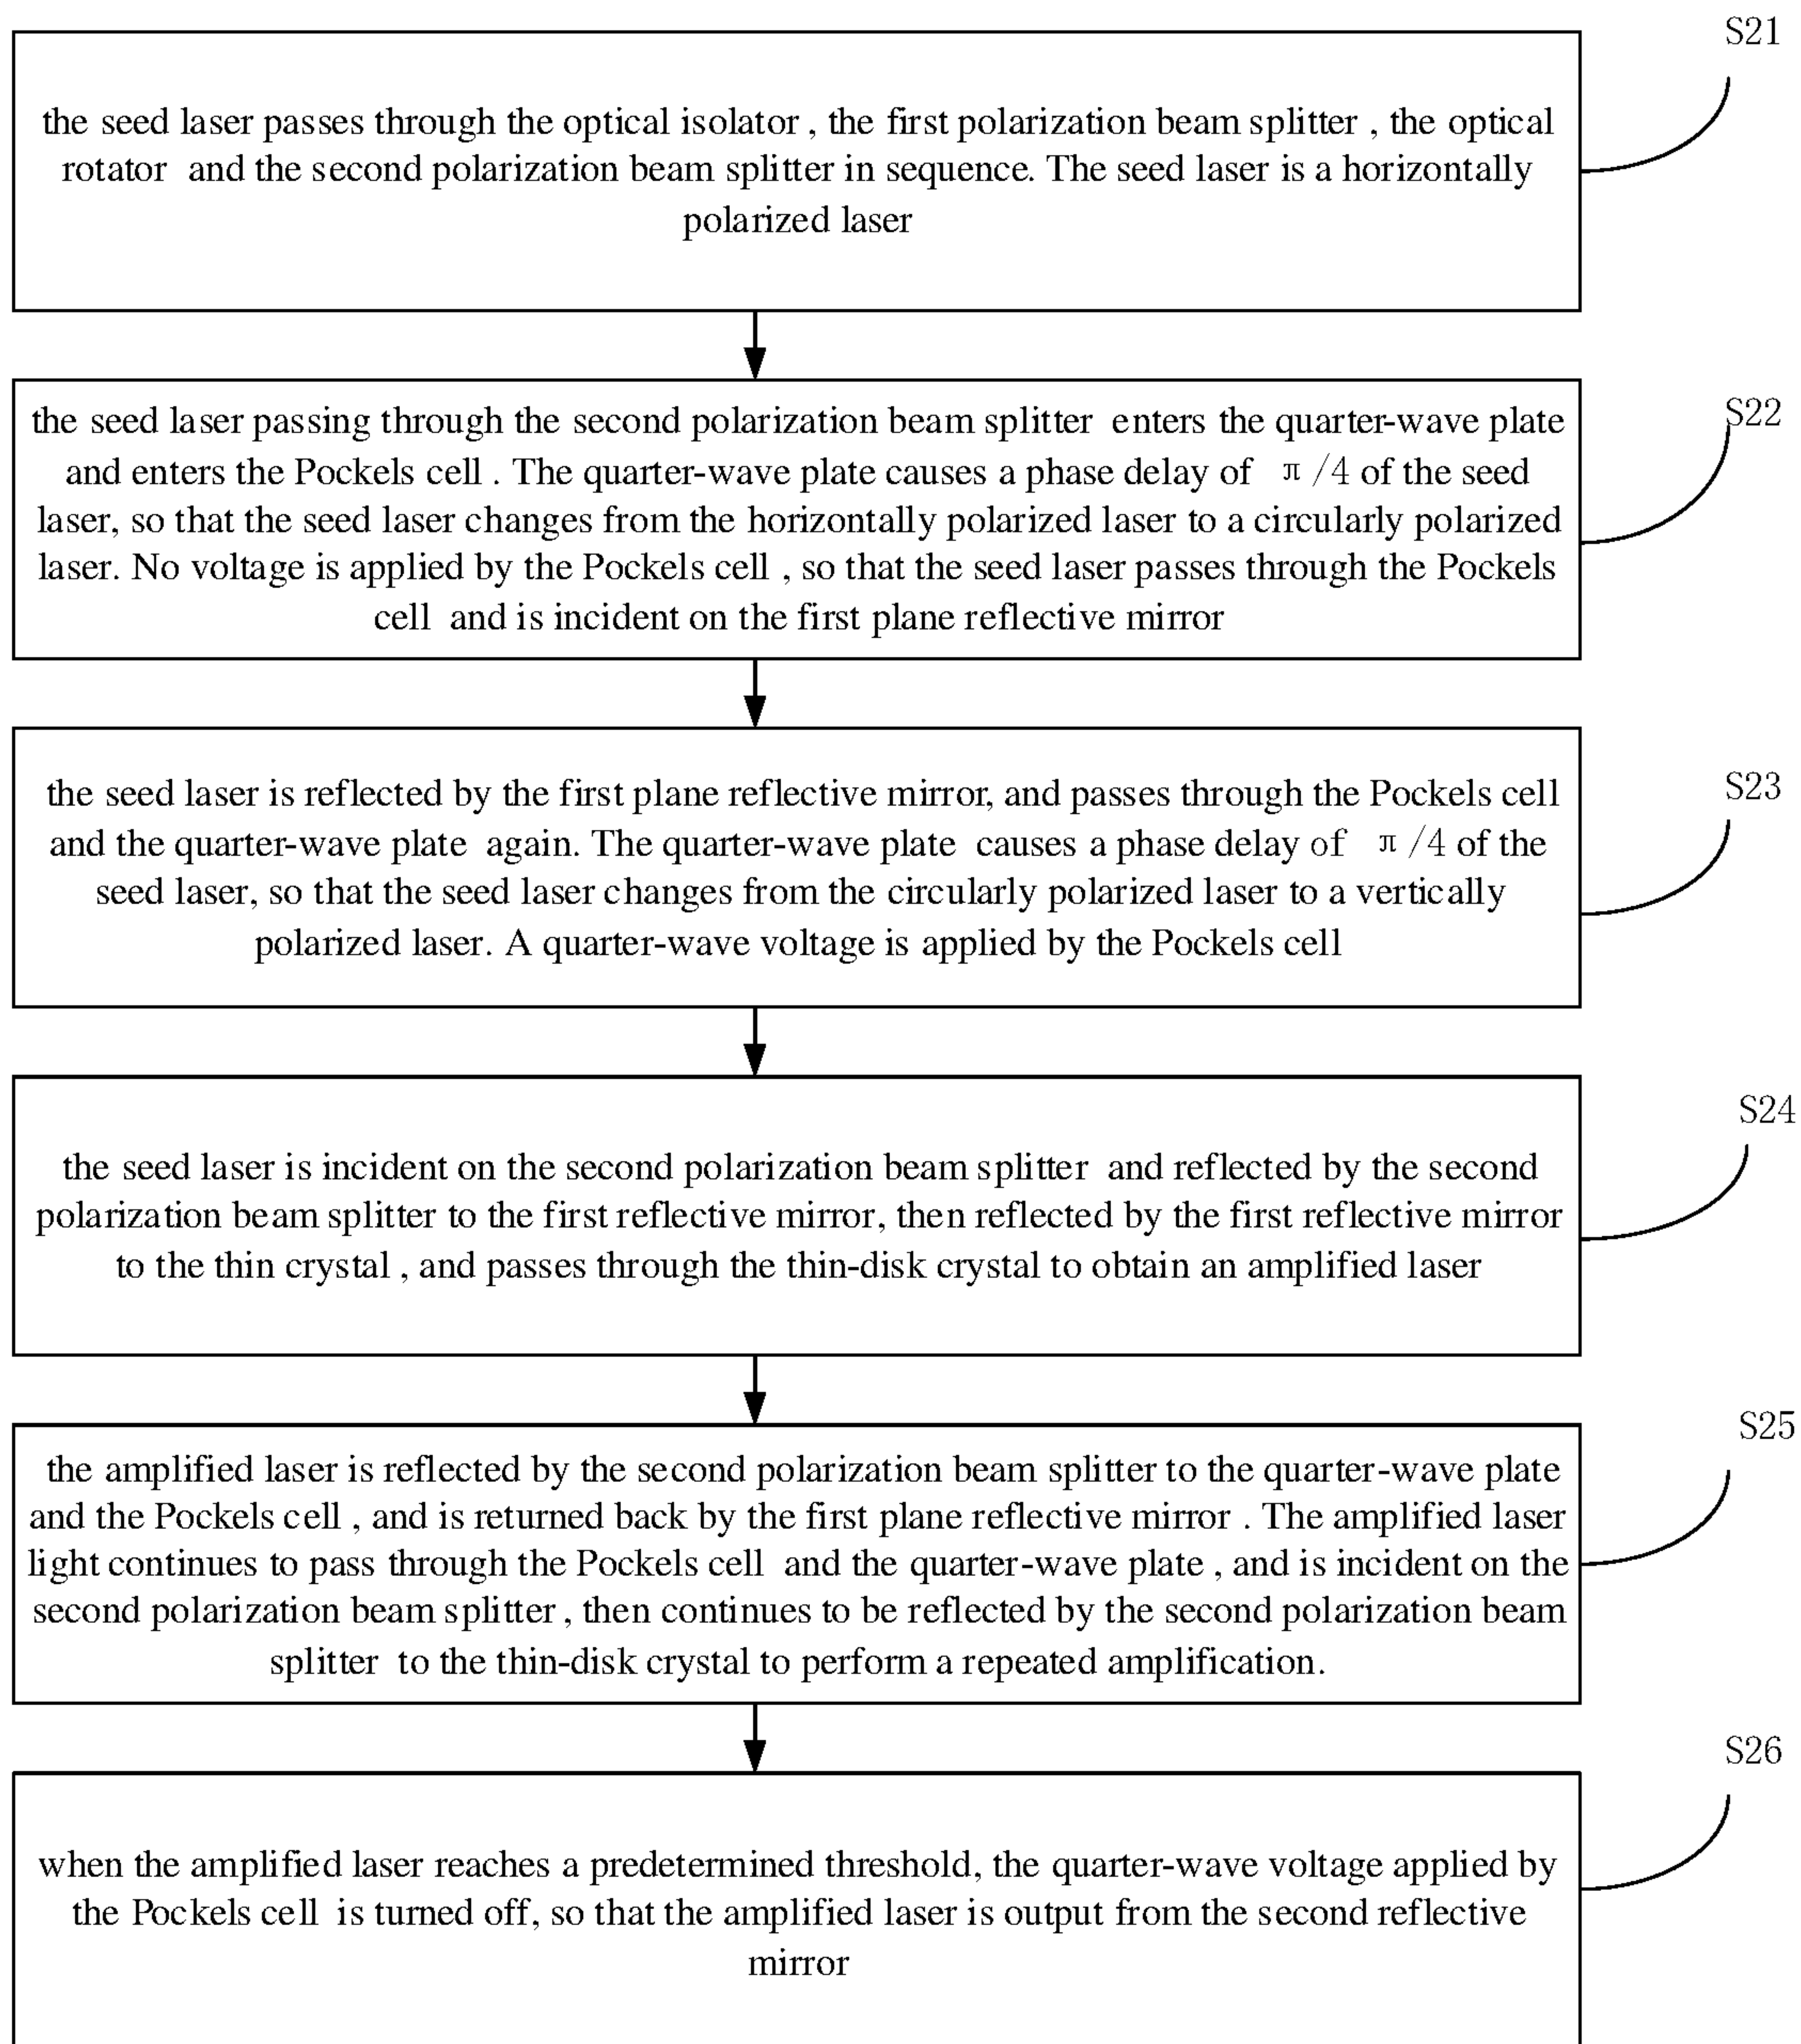 S21
the seed laser passes through the optical isolator , the first polarization beam splitter , the optical
rotator and the second polarization beam splitter in sequence. The seed laser is a horizontally
polarized laser
S22
the seed laser passing through the second polarization beam splitter enters the quarter-wave plate
and enters the Pockels cell . The quarter-wave plate causes a phase delay of π /4 of the seed
laser, so that the seed laser changes from the horizontally polarized laser to a circularly polarized
laser. No voltage is applied by the Pockels cell , so that the seed laser passes through the Pockels
cell and is incident on the first plane reflective mirror
S23
the seed laser is reflected by the first plane reflective mirror, and passes through the Pockels cell
and the quarter-wave plate again. The quarter-wave plate causes a phase delay of π /4 of the
seed laser, so that the seed laser changes from the circularly polarized laser to a vertically
polarized laser. A quarter-wave voltage is applied by the Pockels cell
S24
the seed laser is incident on the second polarization beam splitter and reflected by the second
polarization beam splitter to the first reflective mirror, then reflected by the first reflective mirror
to the thin crystal , and passes through the thin-disk crystal to obtain an amplified laser
S25
the amplified laser is reflected by the second polarization beam splitter to the quarter-wave plate
and the Pockels cell , and is returned back by the first plane reflective mirror . The amplified laser
light continues to pass through the Pockels cell and the quarter-wave plate , and is incident on the
second polarization beam splitter , then continues to be reflected by the second polarization beam
splitter to the thin-disk crystal to perform a repeated amplification.
S26
when the amplified laser reaches a predetermined threshold, the quarter-wave voltage applied by
the Pockels cell is turned off, so that the amplified laser is output from the second reflective
mirror